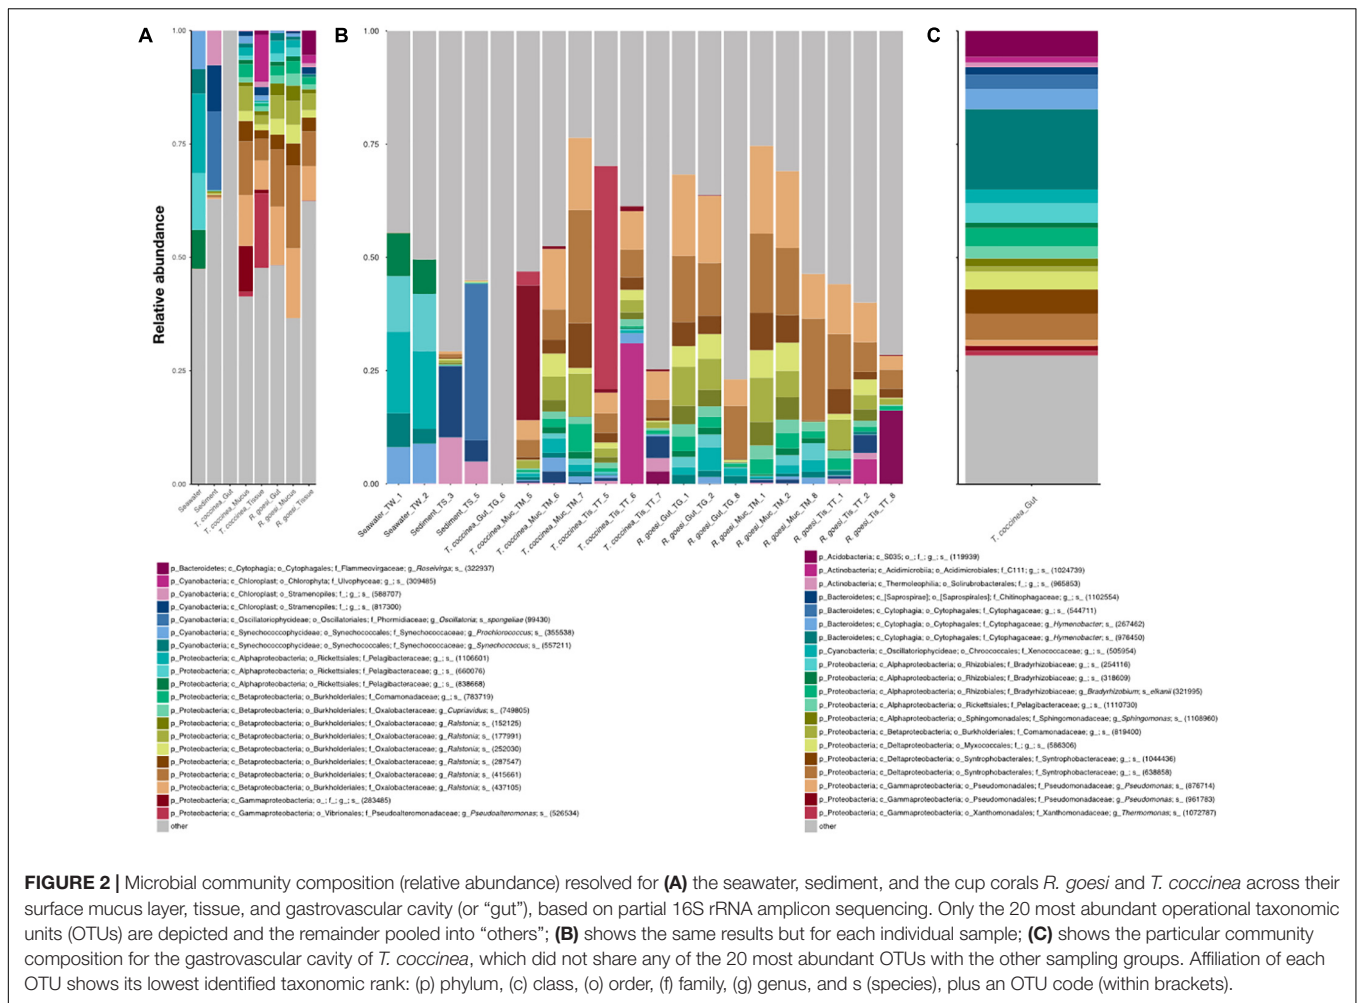 A
B
C
1.00
0.75
0.50
0.25
0.00
Relative abundance
Seawater
Sediment
T. coccinea_Gut
T. coccinea_Mucus
T. coccinea_Tissue
R. goesi_Gut
R. goesi_Mucus
R. goesi_Tissue
1.00
0.75
0.50
0.25
0.00
Seawater_TW_1
Seawater_TW_2
Sediment_TS_3
Sediment_TS_5
T. coccinea_Gut_TG_6
T. coccinea_Muc_TM_5
T. coccinea_Muc_TM_6
T. coccinea_Muc_TM_7
T. coccinea_Tis_TT_5
T. coccinea_Tis_TT_6
T. coccinea_Tis_TT_7
R. goesi_Gut_TG_1
R. goesi_Gut_TG_2
R. goesi_Gut_TG_8
R. goesi_Muc_TM_1
R. goesi_Muc_TM_2
R. goesi_Muc_TM_8
R. goesi_Tis_TT_1
R. goesi_Tis_TT_2
R. goesi_Tis_TT_8
T. coccinea_Gut
p_Bacteroidetes; c_Cytophagia; o_Cytophagales; f_Flammeovirgaceae; g_Roseivirga; s_ (322937)
p_Cyanobacteria; c_Chloroplast; o_Chlorophyta; f_Ulvophyceae; g_; s_ (309485)
p_Cyanobacteria; c_Chloroplast; o_Stramenopiles; f_; g_; s_ (588707)
p_Cyanobacteria; c_Chloroplast; o_Stramenopiles; f_; g_; s_ (817300)
p_Cyanobacteria; c_Oscillatoriophycideae; o_Oscillatoriales; f_Phormidiaceae; g_Oscillatoria; s_spongeliae (99430)
p_Cyanobacteria; c_Synechococcophycideae; o_Synechococcales; f_Synechococcaceae; g_Prochlorococcus; s_ (355538)
p_Cyanobacteria; c_Synechococcophycideae; o_Synechococcales; f_Synechococcaceae; g_Synechococcus; s_ (557211)
p_Proteobacteria; c_Alphaproteobacteria; o_Rickettsiales; f_Pelagibacteraceae; g_; s_ (1106601)
p_Proteobacteria; c_Alphaproteobacteria; o_Rickettsiales; f_Pelagibacteraceae; g_; s_ (660076)
p_Proteobacteria; c_Alphaproteobacteria; o_Rickettsiales; f_Pelagibacteraceae; g_; s_ (838668)
p_Proteobacteria; c_Betaproteobacteria; o_Burkholderiales; f_Comamonadaceae; g_; s_ (783719)
p_Proteobacteria; c_Betaproteobacteria; o_Burkholderiales; f_Oxalobacteraceae; g_Cupriavidus; s_ (749805)
p_Proteobacteria; c_Betaproteobacteria; o_Burkholderiales; f_Oxalobacteraceae; g_Ralstonia; s_ (152125)
p_Proteobacteria; c_Betaproteobacteria; o_Burkholderiales; f_Oxalobacteraceae; g_Ralstonia; s_ (177991)
p_Proteobacteria; c_Betaproteobacteria; o_Burkholderiales; f_Oxalobacteraceae; g_Ralstonia; s_ (252030)
p_Proteobacteria; c_Betaproteobacteria; o_Burkholderiales; f_Oxalobacteraceae; g_Ralstonia; s_ (287547)
p_Proteobacteria; c_Betaproteobacteria; o_Burkholderiales; f_Oxalobacteraceae; g_Ralstonia; s_ (415661)
p_Proteobacteria; c_Betaproteobacteria; o_Burkholderiales; f_Oxalobacteraceae; g_Ralstonia; s_ (437105)
p_Proteobacteria; c_Gammaproteobacteria; o_; f_; g_; s_ (283485)
p_Proteobacteria; c_Gammaproteobacteria; o_Vibrionales; f_Pseudoalteromonadaceae; g_Pseudoalteromonas; s_ (526534)
other
p_Acidobacteria; c_S035; o_; f_; g_; s_ (119939)
p_Actinobacteria; c_Acidimicrobiia; o_Acidimicrobiales; f_C111; g_; s_ (1024739)
p_Actinobacteria; c_Thermoleophilia; o_Solirubrobacterales; f_; g_; s_ (965853)
p_Bacteroidetes; c_[Saprospirae]; o_[Saprospirales]; f_Chitinophagaceae; g_; s_ (1102554)
p_Bacteroidetes; c_Cytophagia; o_Cytophagales; f_Cytophagaceae; g_; s_ (544711)
p_Bacteroidetes; c_Cytophagia; o_Cytophagales; f_Cytophagaceae; g_Hymenobacter; s_ (267462)
p_Bacteroidetes; c_Cytophagia; o_Cytophagales; f_Cytophagaceae; g_Hymenobacter; s_ (976450)
p_Cyanobacteria; c_Oscillatoriophycideae; o_Chroococcales; f_Xenococcaceae; g_; s_ (505954)
p_Proteobacteria; c_Alphaproteobacteria; o_Rhizobiales; f_Bradyrhizobiaceae; g_; s_ (254116)
p_Proteobacteria; c_Alphaproteobacteria; o_Rhizobiales; f_Bradyrhizobiaceae; g_; s_ (318609)
p_Proteobacteria; c_Alphaproteobacteria; o_Rhizobiales; f_Bradyrhizobiaceae; g_Bradyrhizobium; s_elkanii (321995)
p_Proteobacteria; c_Alphaproteobacteria; o_Rickettsiales; f_Pelagibacteraceae; g_; s_ (1110730)
p_Proteobacteria; c_Alphaproteobacteria; o_Sphingomonadales; f_Sphingomonadaceae; g_Sphingomonas; s_ (1108960)
p_Proteobacteria; c_Betaproteobacteria; o_Burkholderiales; f_Comamonadaceae; g_; s_ (819400)
p_Proteobacteria; c_Deltaproteobacteria; o_Myxococcales; f_; g_; s_ (586306)
p_Proteobacteria; c_Deltaproteobacteria; o_Syntrophobacterales; f_Syntrophobacteraceae; g_; s_ (1044436)
p_Proteobacteria; c_Deltaproteobacteria; o_Syntrophobacterales; f_Syntrophobacteraceae; g_; s_ (638858)
p_Proteobacteria; c_Gammaproteobacteria; o_Pseudomonadales; f_Pseudomonadaceae; g_Pseudomonas; s_ (876714)
p_Proteobacteria; c_Gammaproteobacteria; o_Pseudomonadales; f_Pseudomonadaceae; g_Pseudomonas; s_ (961783)
p_Proteobacteria; c_Gammaproteobacteria; o_Xanthomonadales; f_Xanthomonadaceae; g_Thermomonas; s_ (1072787)
other
FIGURE 2 | Microbial community composition (relative abundance) resolved for (A) the seawater, sediment, and the cup corals R. goesi and T. coccinea across their
surface mucus layer, tissue, and gastrovascular cavity (or “gut”), based on partial 16S rRNA amplicon sequencing. Only the 20 most abundant operational taxonomic
units (OTUs) are depicted and the remainder pooled into “others”; (B) shows the same results but for each individual sample; (C) shows the particular community
composition for the gastrovascular cavity of T. coccinea, which did not share any of the 20 most abundant OTUs with the other sampling groups. Affiliation of each
OTU shows its lowest identified taxonomic rank: (p) phylum, (c) class, (o) order, (f) family, (g) genus, and s (species), plus an OTU code (within brackets).